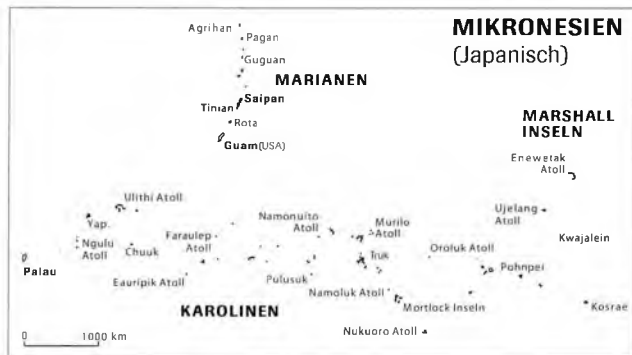 MIKRONESIEN
(Japanisch)
Agrihan
Pagan
Guguan
MARIANEN
Saipan
Tinian
Rota
Guam (USA)
MARSHALL
INSELN
Enewetak
Atoll
Ulithi Atoll
Yap
Ngulu
Atoll
Chuuk
Faraulep
Atoll
Namonuito
Atoll
Murilo
Atoll
Ujelang
Atoll
Kwajalein
Truk
Oroluk Atoll
Pohnpei
Palau
Eauripik Atoll
Pulusuk
Namoluk Atoll
Mortlock Inseln
Kosrae
KAROLINEN
Nukuoro Atoll
0 1000 km